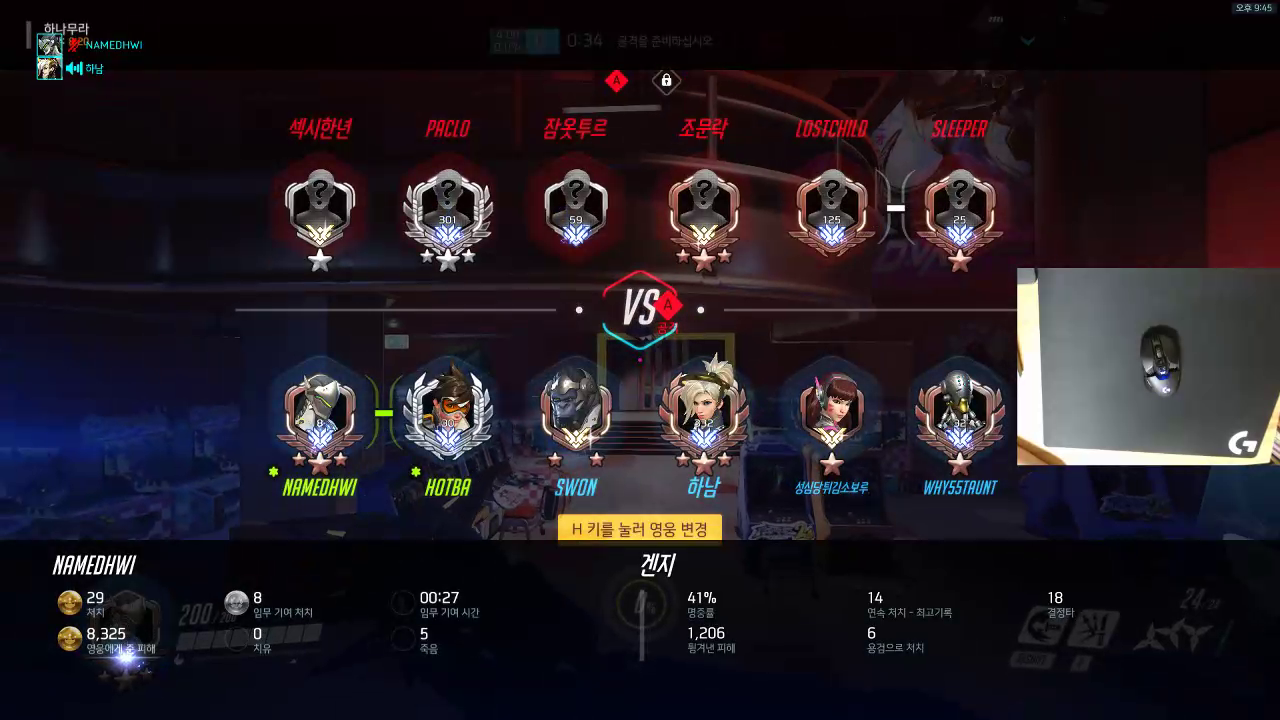 오후 9:45
하나무라
NAMEDHWI
하남
0:34 공격을 준비하십시오
A
섹시한년 PACLO 잠옷투르 조문락 LOSTCHILD SLEEPER
? ? ? ? ? ?
301 59 125 25
VS
A
8 30 332 32
NAMEDHWI HOTBA SWON 하남 성심당튀김소보루 WHYSSTAUNT
H 키를 눌러 영웅 변경
NAMEDHWI 겐지
29 8 00:27 41% 14 18
처치 임무 기여 처치 임무 기여 시간 명중률 연속 처치 - 최고기록 결정타
8,325 0 5 1,206 6
영웅에게 준 피해 치유 죽음 튕겨낸 피해 용검으로 처치